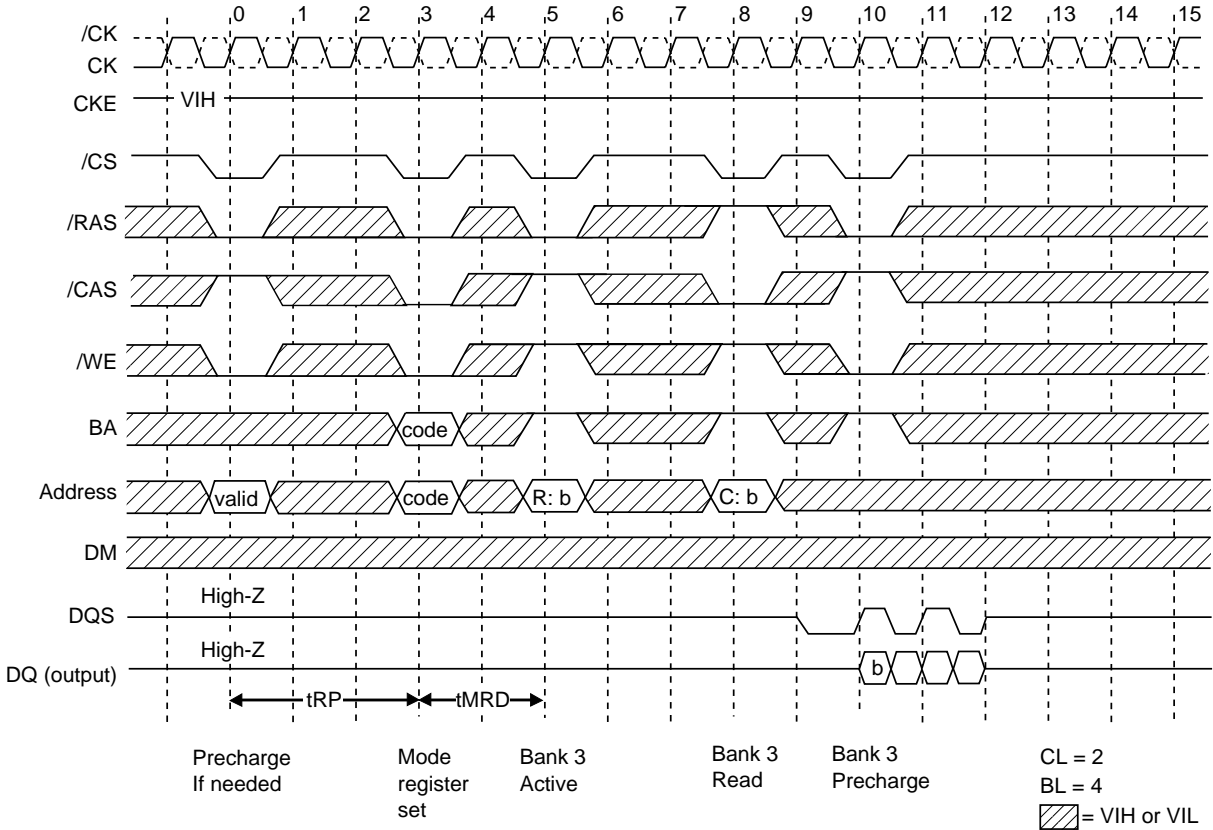 0 1 2 3 4 5 6 7 8 9 10 11 12 13 14 15
/CK
CK
CKE VIH
/CS
/RAS
/CAS
/WE
BA code
Address valid code R: b C: b
DM
High-Z
DQS
High-Z
DQ (output) b
tRP tMRD
Precharge
If needed
Mode
register
set
Bank 3
Active
Bank 3
Read
Bank 3
Precharge
CL = 2
BL = 4
= VIH or VIL